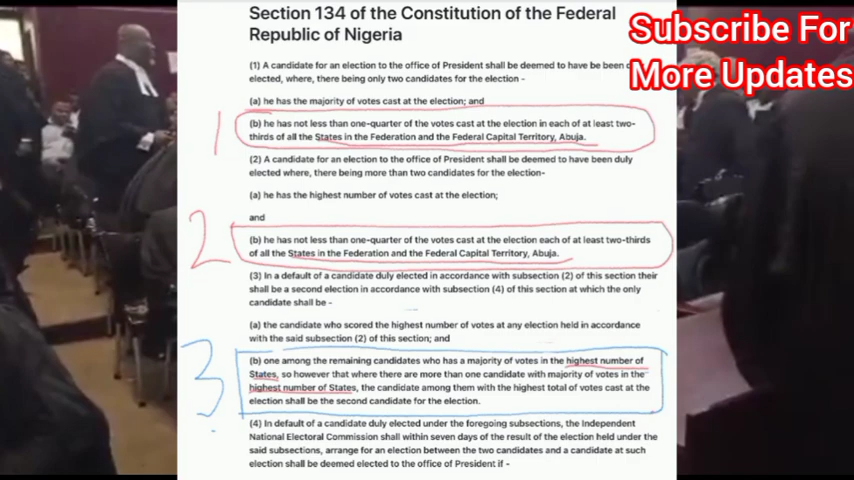 Section 134 of the Constitution of the Federal
Republic of Nigeria
Subscribe For
More Updates
(1) A candidate for an election to the office of President shall be deemed to have be been
elected, where, there being only two candidates for the election -
(a) he has the majority of votes cast at the election; and
1
(b) he has not less than one-quarter of the votes cast at the election in each of at least two-
thirds of all the States in the Federation and the Federal Capital Territory, Abuja.
(2) A candidate for an election to the office of President shall be deemed to have been duly
elected where, there being more than two candidates for the election-
(a) he has the highest number of votes cast at the election;
and
2
(b) he has not less than one-quarter of the votes cast at the election each of at least two-thirds
of all the States in the Federation and the Federal Capital Territory, Abuja.
(3) In a default of a candidate duly elected in accordance with subsection (2) of this section their
shall be a second election in accordance with subsection (4) of this section at which the only
candidate shall be -
(a) the candidate who scored the highest number of votes at any election held in accordance
with the said subsection (2) of this section; and
3
(b) one among the remaining candidates who has a majority of votes in the highest number of
States, so however that where there are more than one candidate with majority of votes in the
highest number of States, the candidate among them with the highest total of votes cast at the
election shall be the second candidate for the election.
(4) In default of a candidate duly elected under the foregoing subsections, the Independent
National Electoral Commission shall within seven days of the result of the election held under the
said subsections, arrange for an election between the two candidates and a candidate at such
election shall be deemed elected to the office of President if -